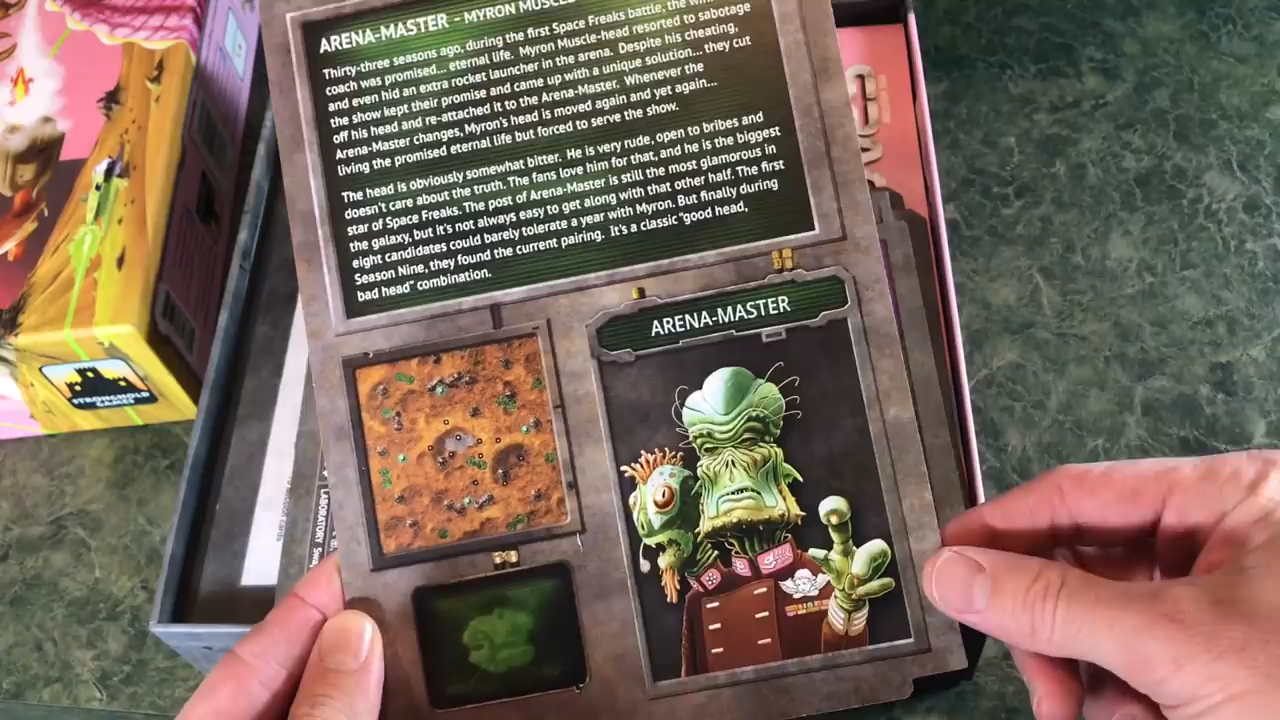 ARENA-MASTER - MYRON MUSCLE
Thirty-three seasons ago, during the first Space Freaks battle, the
coach was promised... eternal life. Myron Muscle-head resorted to sabotage
and even hid an extra rocket launcher in the arena. Despite his cheating,
the show kept their promise and came up with a unique solution... they cut
off his head and re-attached it to the Arena-Master. Whenever the
Arena-Master changes, Myron's head is moved again and yet again...
living the promised eternal life but forced to serve the show.
The head is obviously somewhat bitter. He is very rude, open to bribes and
doesn't care about the truth. The fans love him for that, and he is the biggest
star of Space Freaks. The post of Arena-Master is still the most glamorous in
the galaxy, but it's not always easy to get along with that other half. The first
eight candidates could barely tolerate a year with Myron. But finally during
Season Nine, they found the current pairing. It's a classic "good head,
bad head" combination.
ARENA-MASTER
STRONGHOLD
GAMES
LABORATORY